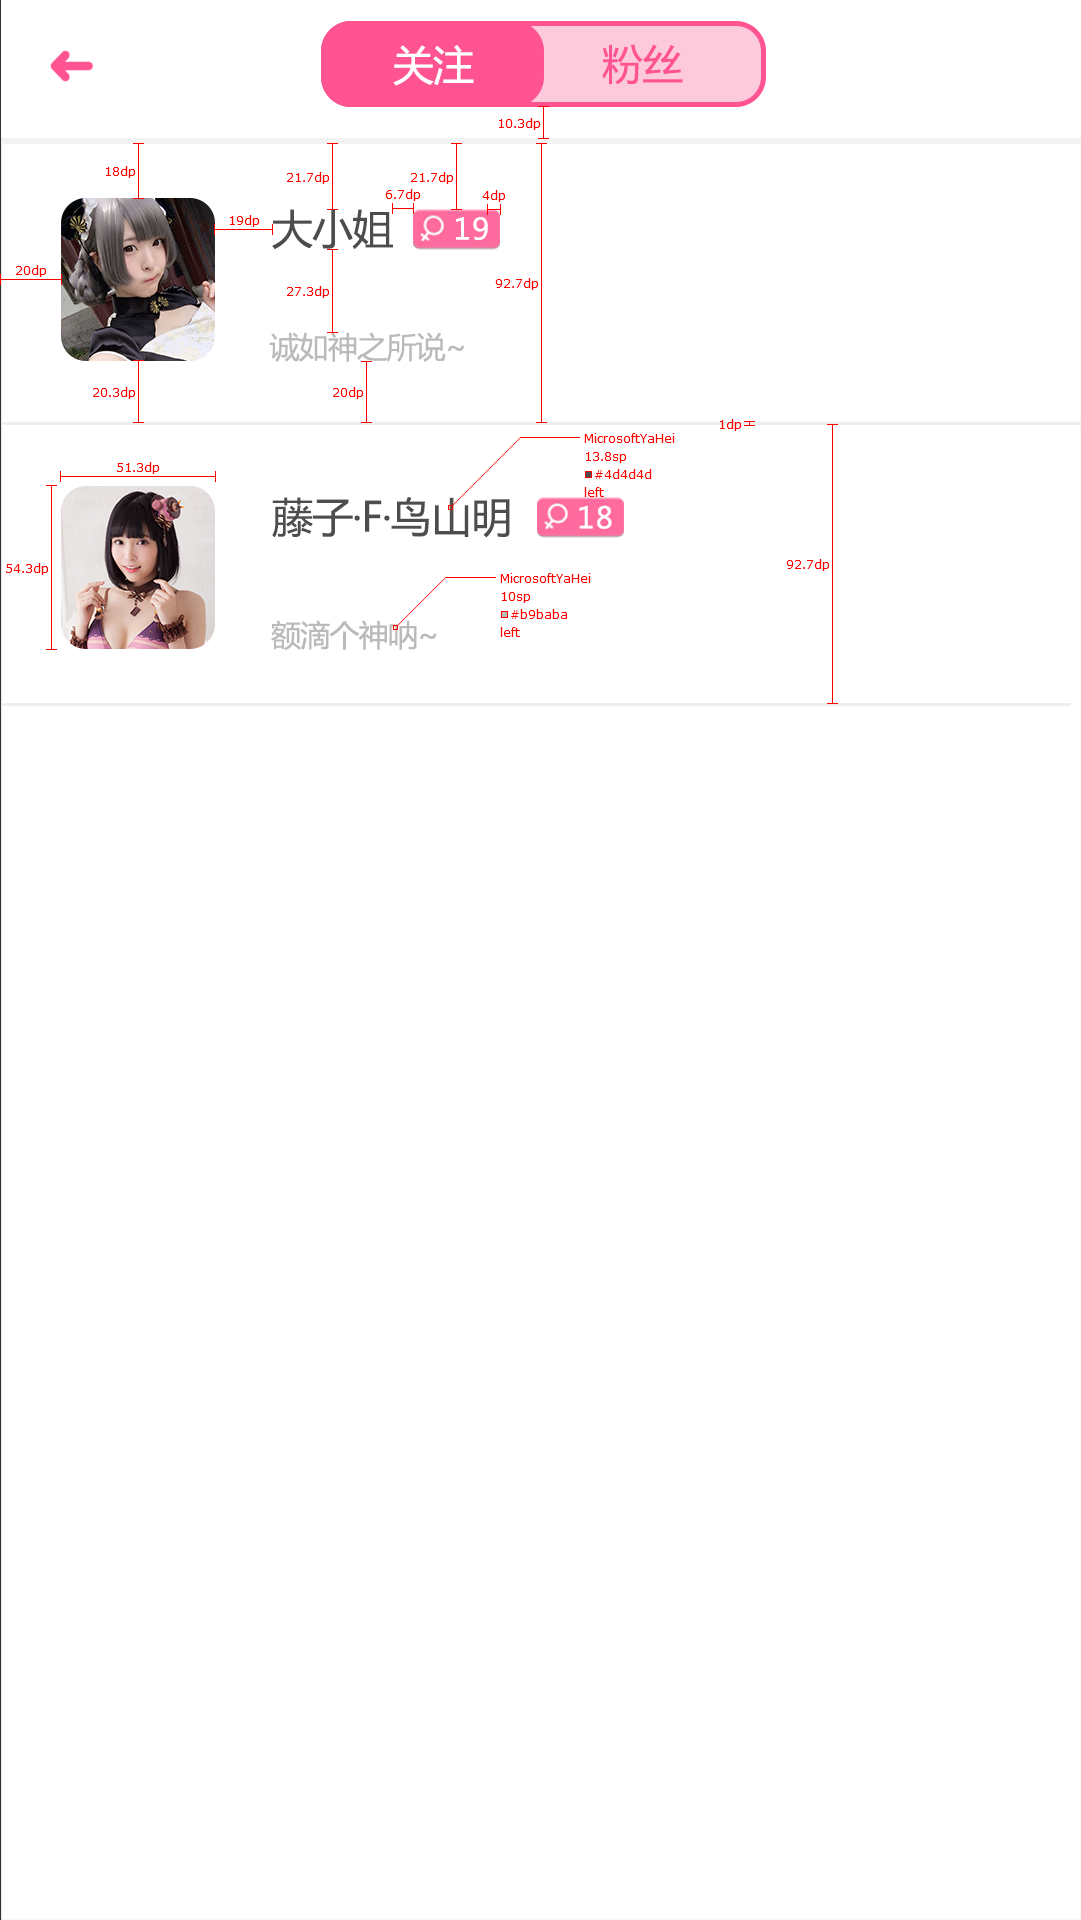 关注
粉丝
10.3dp
18dp
21.7dp
21.7dp
6.7dp
4dp
19dp
大小姐
19
20dp
27.3dp
92.7dp
诚如神之所说~
20.3dp
20dp
1dp
MicrosoftYaHei
13.8sp
#4d4d4d
left
51.3dp
藤子·F·鸟山明
18
54.3dp
92.7dp
MicrosoftYaHei
10sp
#b9baba
left
额滴个神呐~